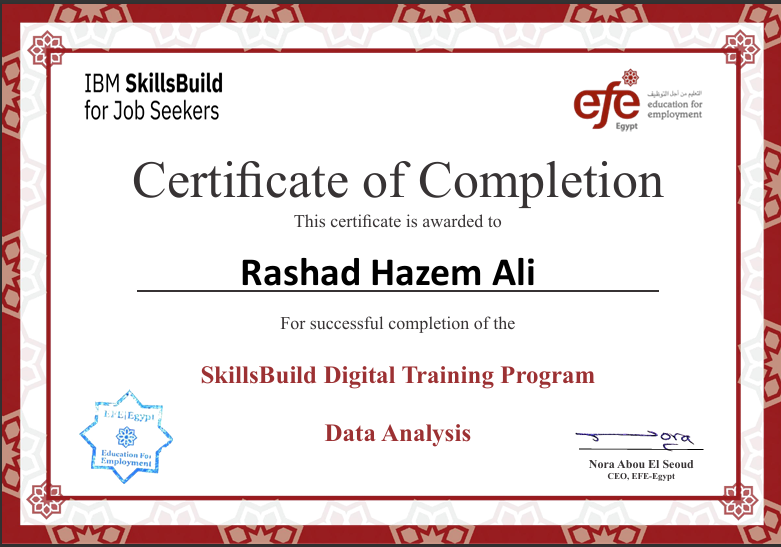 IBM SkillsBuild
for Job Seekers
efe
Egypt
التعليم من أجل التوظيف
education for
employment
Certificate of Completion
This certificate is awarded to
Rashad Hazem Ali
For successful completion of the
SkillsBuild Digital Training Program
Data Analysis
EFE|Egypt
Education For
Employment
Nora
Nora Abou El Seoud
CEO, EFE-Egypt